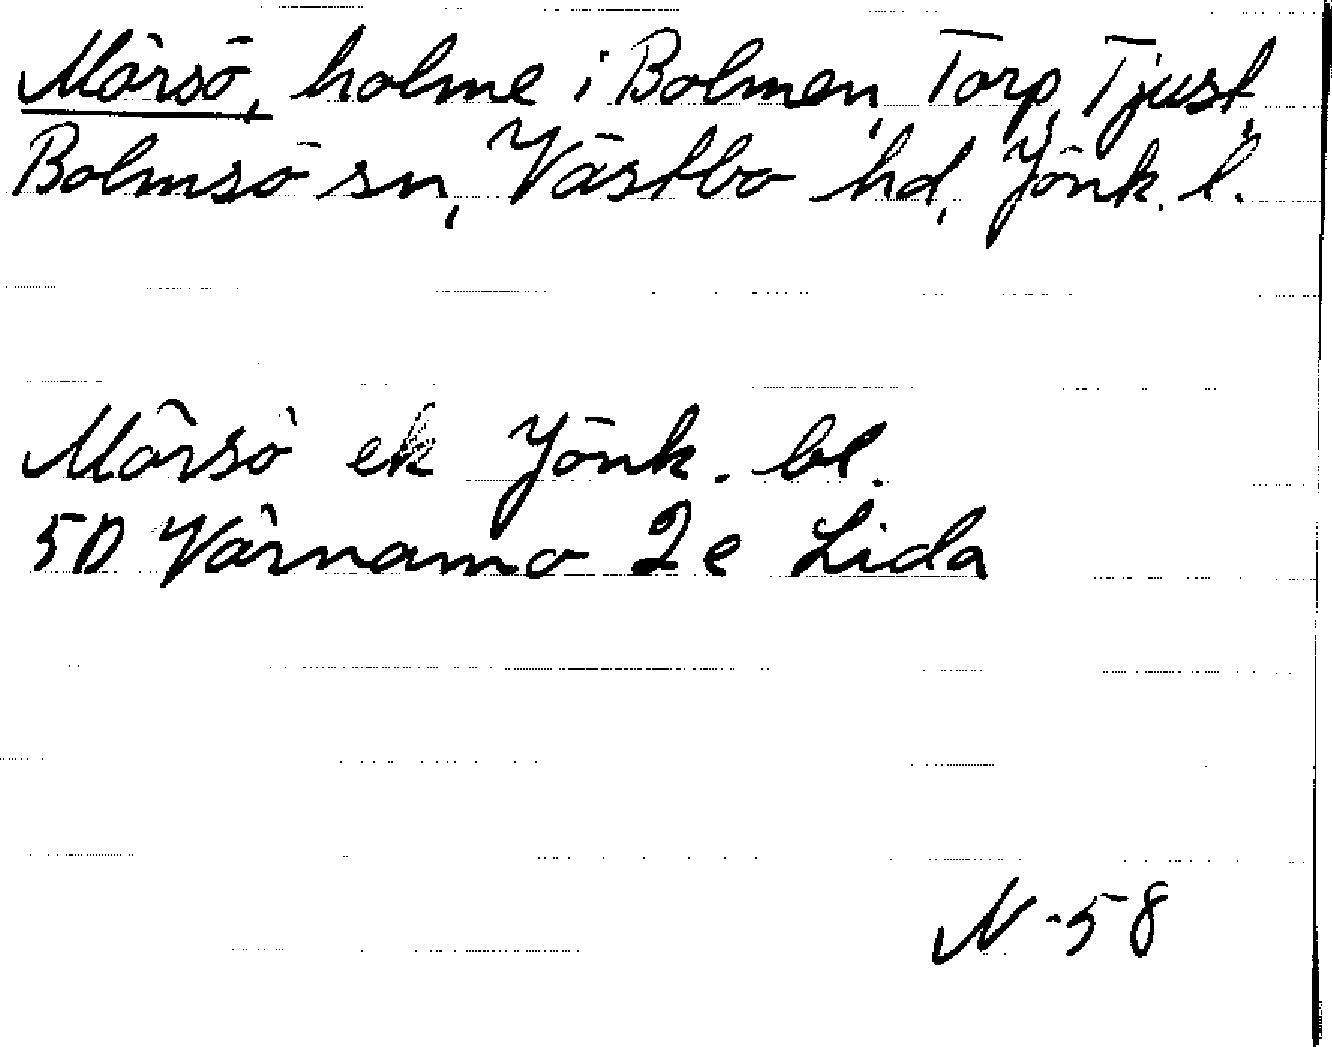 Mårsö, holme i Bolmen, Torp, Tjust,
Bolmsö sn, Västbo hd, Jönk. l.
Mårsö ek Jönk. bl.
5D Värnamo 2e Lida
N-58